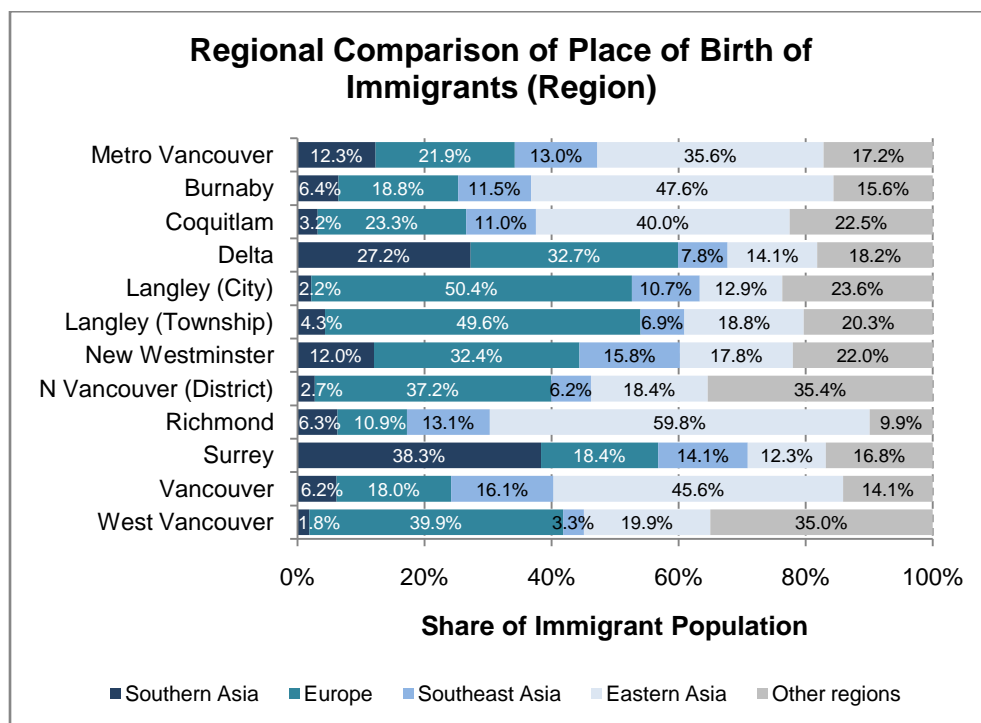 Regional Comparison of Place of Birth of
Immigrants (Region)
Metro Vancouver 12.3% 21.9% 13.0% 35.6% 17.2%
Burnaby 6.4% 18.8% 11.5% 47.6% 15.6%
Coquitlam 3.2% 23.3% 11.0% 40.0% 22.5%
Delta 27.2% 32.7% 7.8% 14.1% 18.2%
Langley (City) 2.2% 50.4% 10.7% 12.9% 23.6%
Langley (Township) 4.3% 49.6% 6.9% 18.8% 20.3%
New Westminster 12.0% 32.4% 15.8% 17.8% 22.0%
N Vancouver (District) 2.7% 37.2% 6.2% 18.4% 35.4%
Richmond 6.3% 10.9% 13.1% 59.8% 9.9%
Surrey 38.3% 18.4% 14.1% 12.3% 16.8%
Vancouver 6.2% 18.0% 16.1% 45.6% 14.1%
West Vancouver 1.8% 39.9% 3.3% 19.9% 35.0%
0% 20% 40% 60% 80% 100%
Share of Immigrant Population
Southern Asia Europe Southeast Asia Eastern Asia Other regions